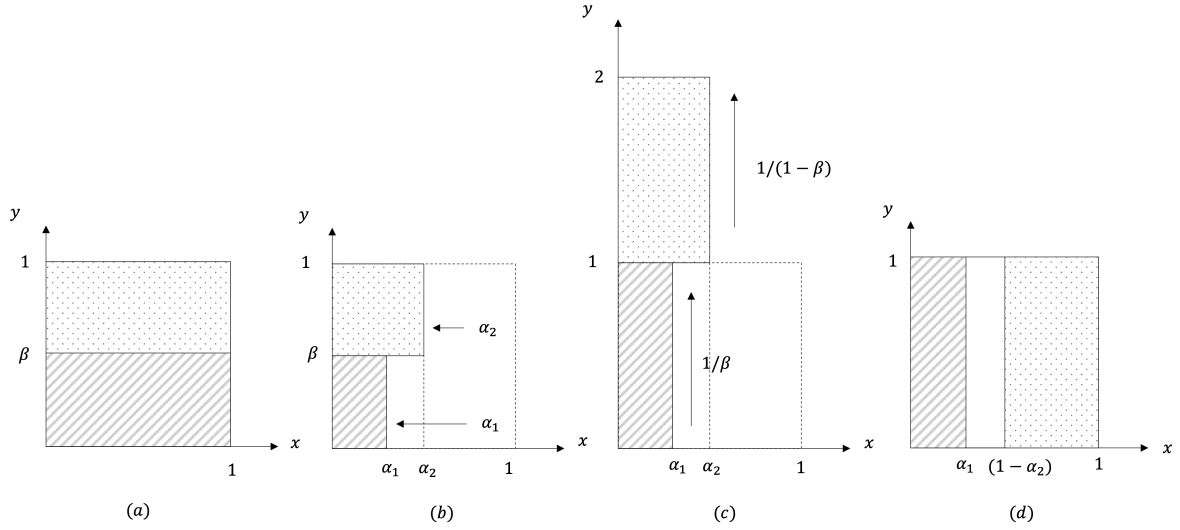 y
1
β
x
1
(a)
y
1
β
α₂
α₁
x
α₁ α₂ 1
(b)
y
2
1/(1 − β)
1
1/β
x
α₁ α₂ 1
(c)
y
1
x
α₁ (1 − α₂) 1
(d)